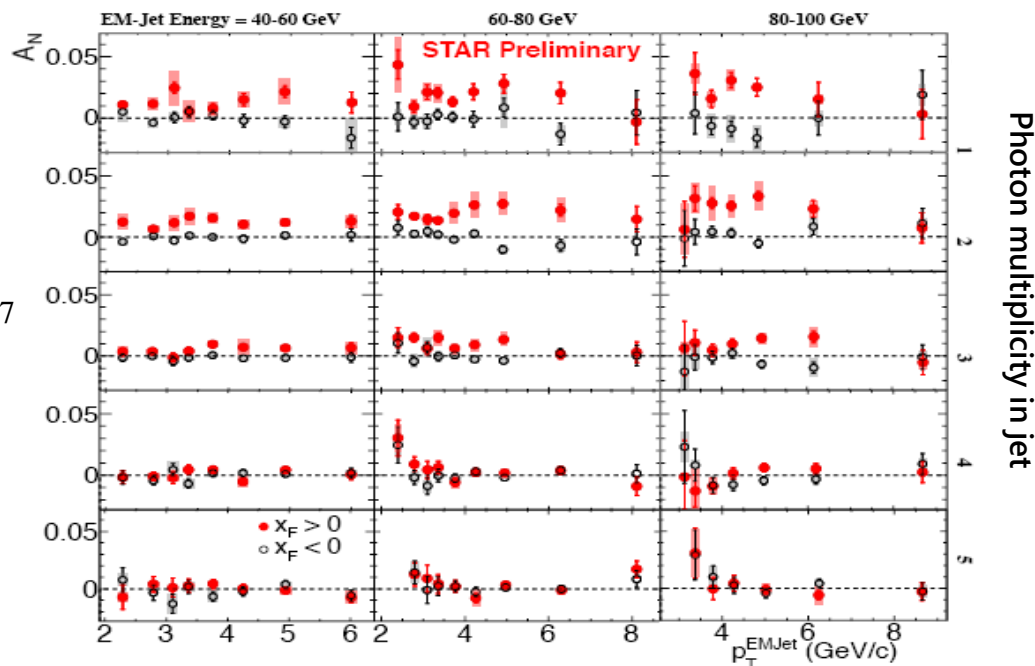 EM-Jet Energy = 40-60 GeV 60-80 GeV 80-100 GeV
A_N
STAR Preliminary
0.05
0
1
0.05
0
2
7
0.05
0
3
0.05
0
4
x_F > 0
x_F < 0
0.05
0
5
2 3 4 5 6 2 4 6 8 4 6 8
p_T^EMJet (GeV/c)
Photon multiplicity in jet